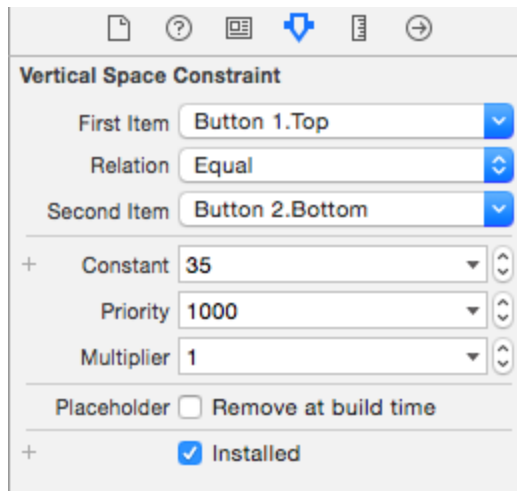 Vertical Space Constraint
First Item Button 1.Top
Relation Equal
Second Item Button 2.Bottom
+ Constant 35
Priority 1000
Multiplier 1
Placeholder Remove at build time
+ Installed